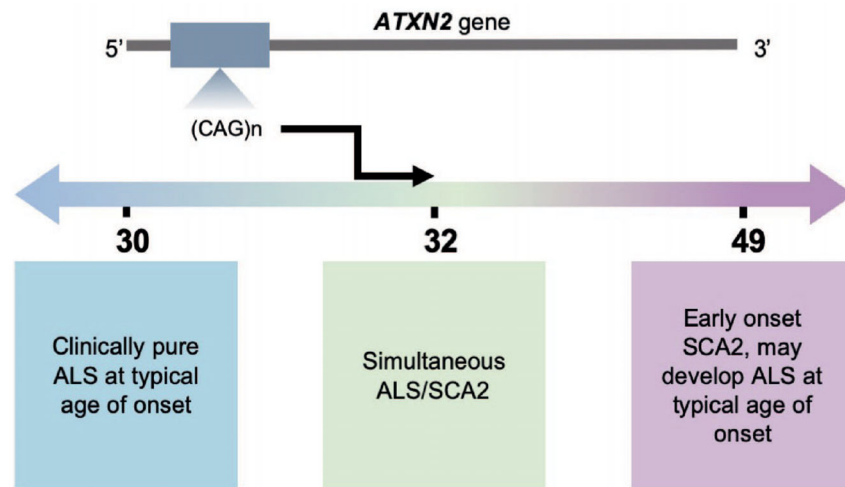 ATXN2 gene
5’ 3’
(CAG)n
30 32 49
Clinically pure
ALS at typical
age of onset
Simultaneous
ALS/SCA2
Early onset
SCA2, may
develop ALS at
typical age of
onset